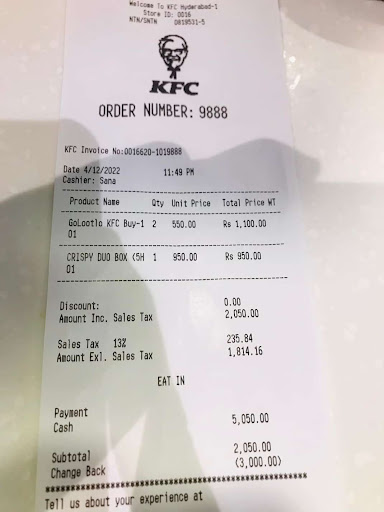 Welcome To KFC Hyderabad-1
Store ID: 0016
NTN/SNTN 0819531-5
KFC
ORDER NUMBER: 9888
KFC Invoice No:0016620-1019888
Date 4/12/2022 11:49 PM
Cashier: Sana
Product Name Qty Unit Price Total Price WT
GoLootlo KFC Buy-1 2 550.00 Rs 1,100.00
01
CRISPY DUO BOX (5H 1 950.00 Rs 950.00
01
Discount: 0.00
Amount Inc. Sales Tax 2,050.00
Sales Tax 13% 235.84
Amount Exl. Sales Tax 1,814.16
EAT IN
Payment
Cash 5,050.00
Subtotal 2,050.00
Change Back (3,000.00)
Tell us about your experience at